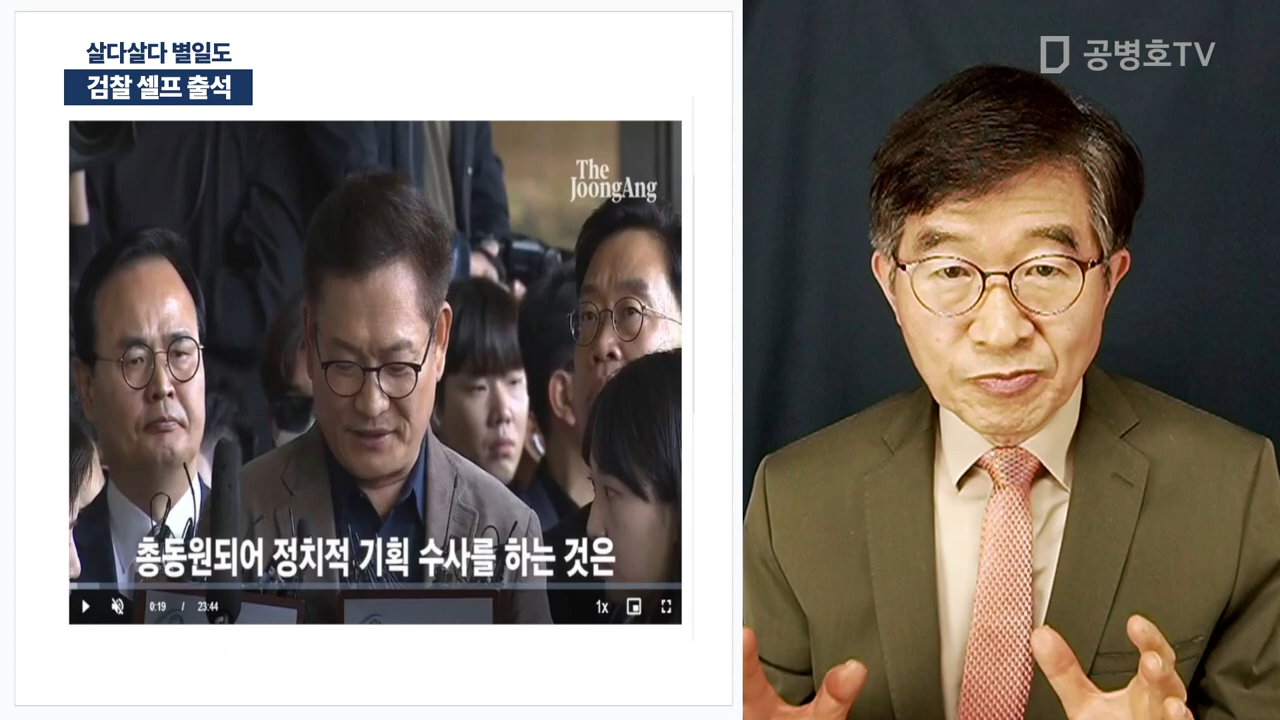 살다살다 별일도
검찰 셀프 출석
The
JoongAng
총동원되어 정치적 기획 수사를 하는 것은
0:19 / 23:44
1x
공병호TV